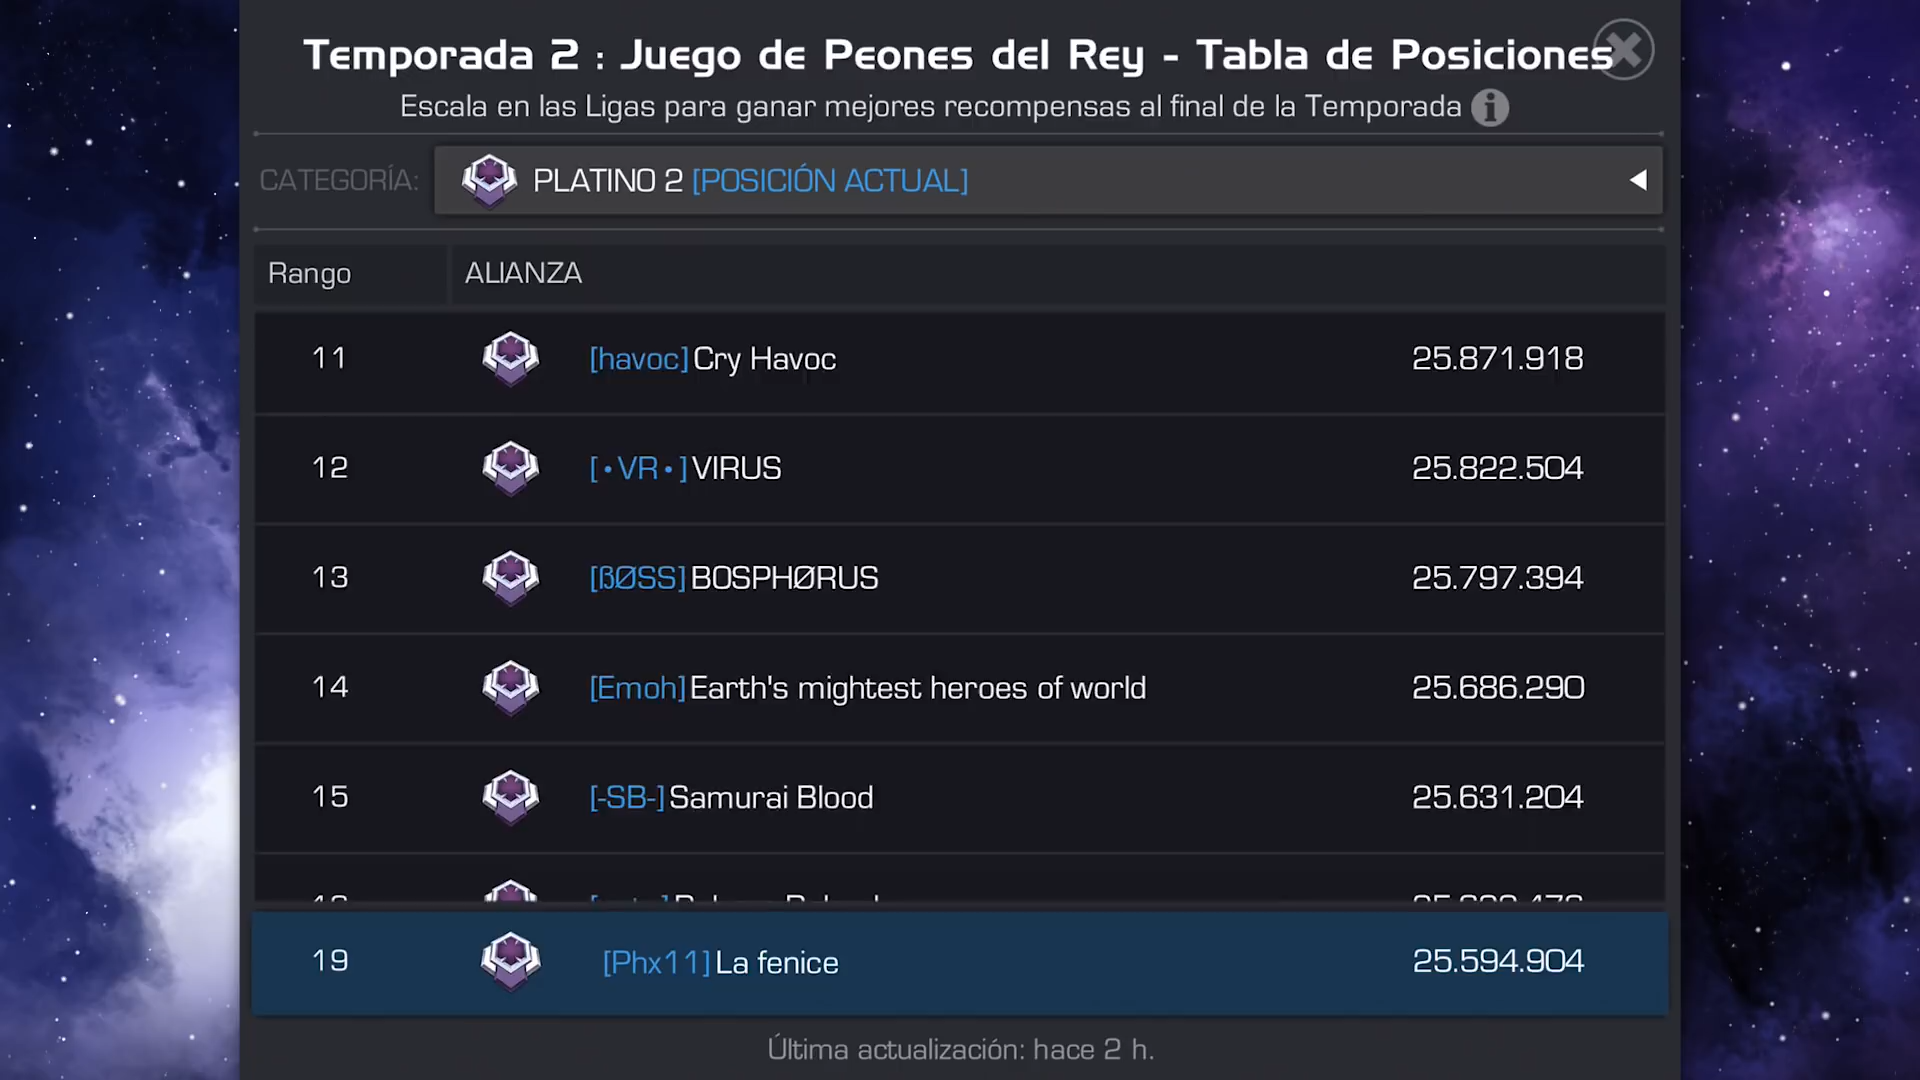 Temporada 2 : Juego de Peones del Rey - Tabla de Posiciones
Escala en las Ligas para ganar mejores recompensas al final de la Temporada
CATEGORÍA: PLATINO 2 [POSICIÓN ACTUAL]
Rango ALIANZA
11 [havoc]Cry Havoc 25.871.918
12 [•VR•]VIRUS 25.822.504
13 [ßØSS]BOSPHØRUS 25.797.394
14 [Emoh]Earth's mightest heroes of world 25.686.290
15 [-SB-]Samurai Blood 25.631.204
19 [Phx11]La fenice 25.594.904
Última actualización: hace 2 h.